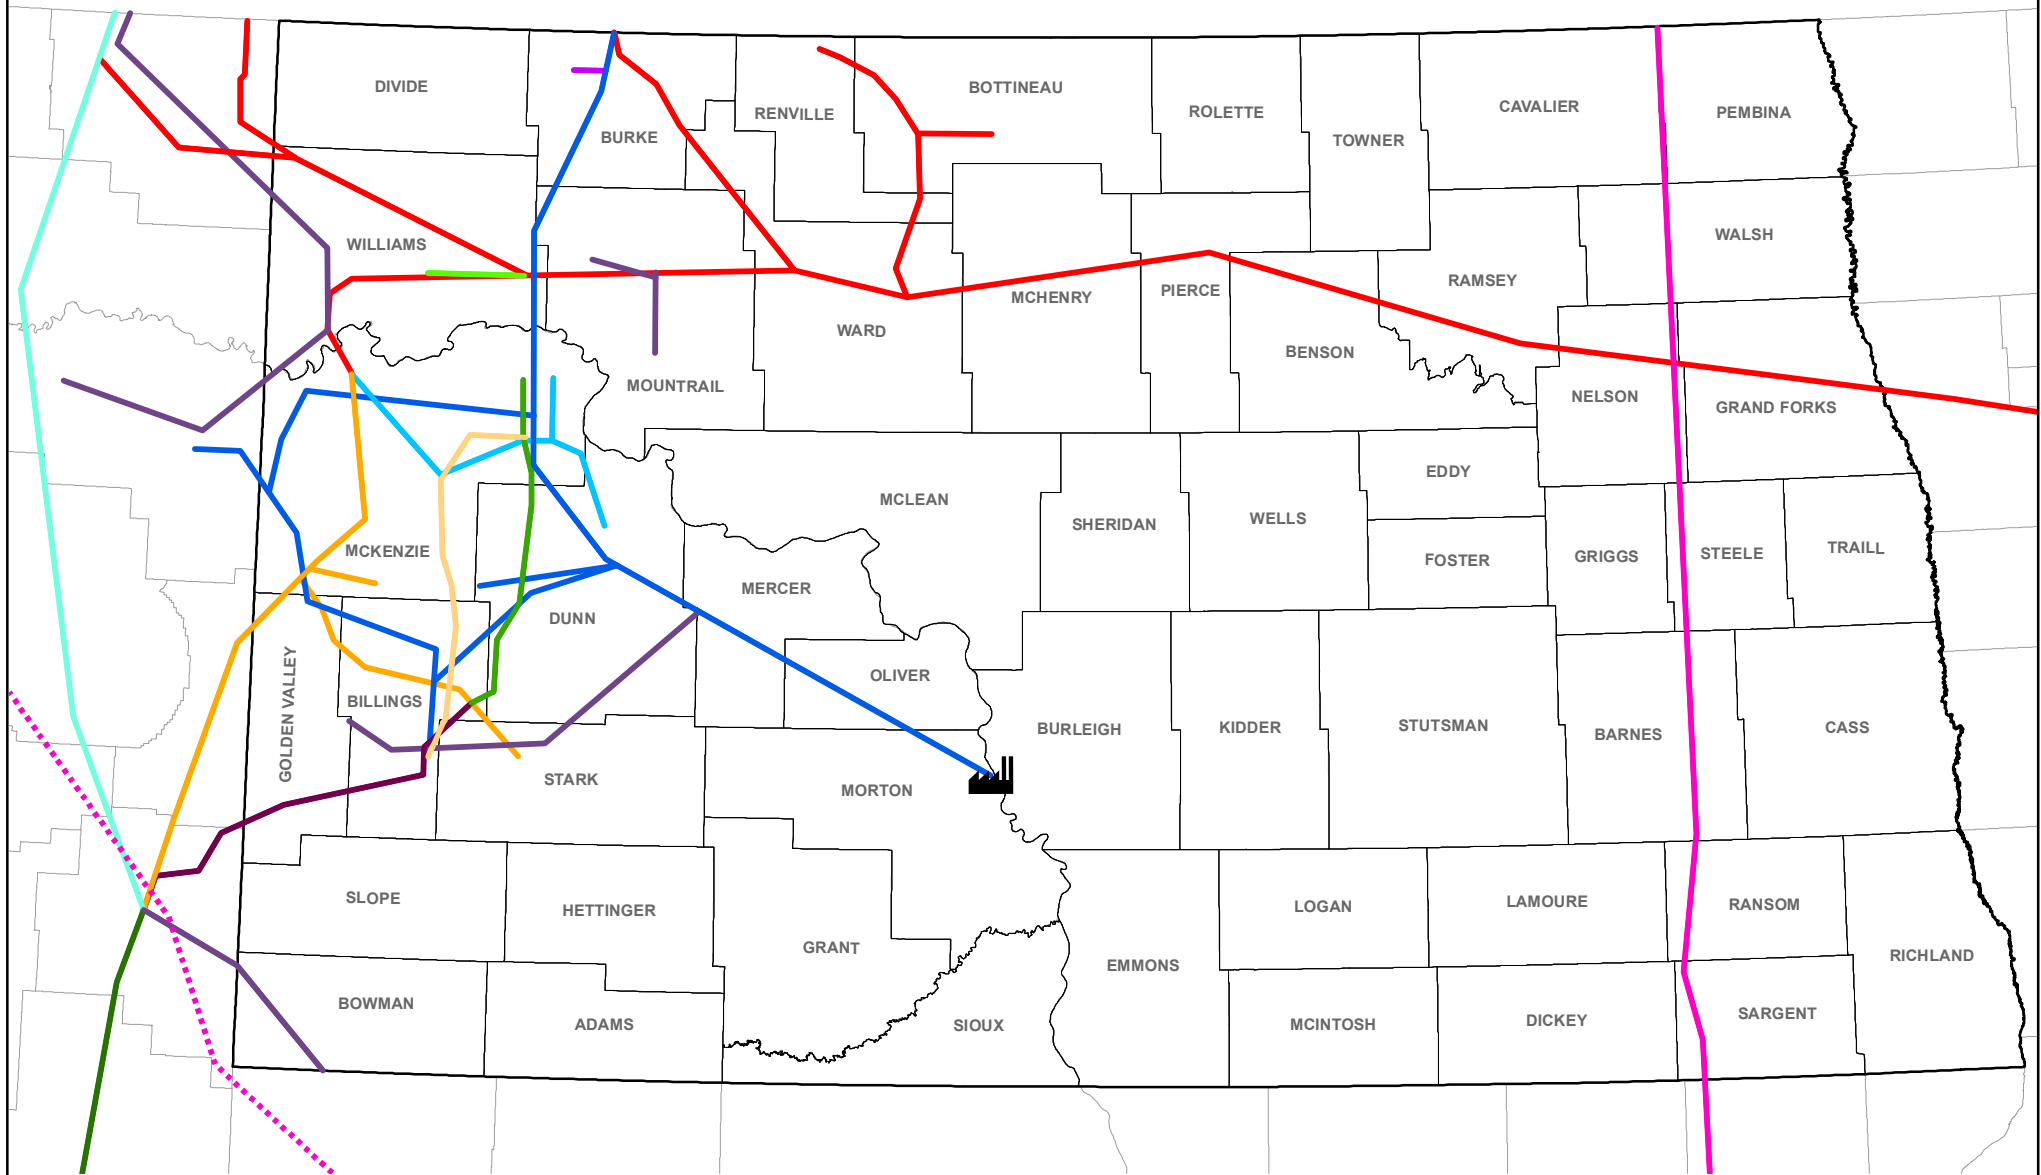 DIVIDE
BURKE
RENVILLE
BOTTINEAU
ROLETTE
TOWNER
CAVALIER
PEMBINA
WILLIAMS
MOUNTRAIL
WARD
MCHENRY
PIERCE
BENSON
RAMSEY
WALSH
NELSON
GRAND FORKS
MCKENZIE
DUNN
MERCER
MCLEAN
SHERIDAN
WELLS
EDDY
FOSTER
GRIGGS
STEELE
TRAILL
GOLDEN VALLEY
BILLINGS
STARK
OLIVER
MORTON
BURLEIGH
KIDDER
STUTSMAN
BARNES
CASS
SLOPE
HETTINGER
GRANT
EMMONS
LOGAN
LAMOURE
RANSOM
RICHLAND
BOWMAN
ADAMS
SIOUX
MCINTOSH
DICKEY
SARGENT